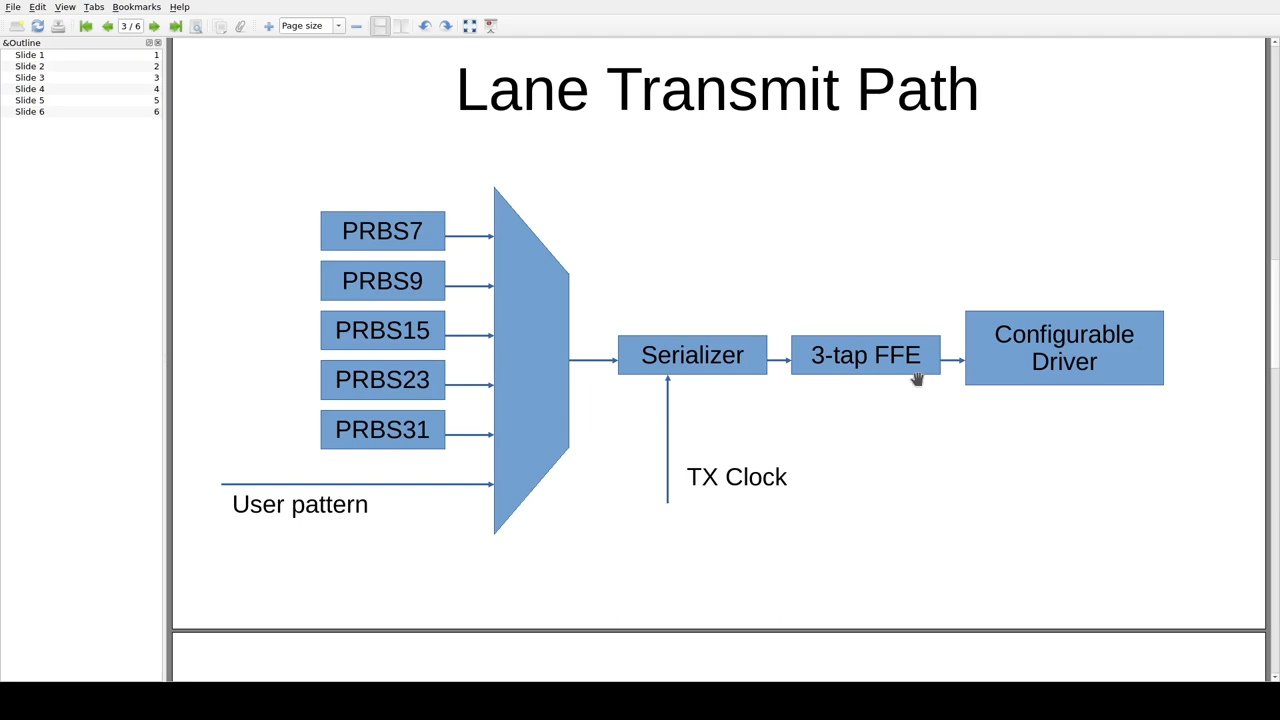 File Edit View Tabs Bookmarks Help
3 / 6
Page size
&Outline
Slide 1 1
Slide 2 2
Slide 3 3
Slide 4 4
Slide 5 5
Slide 6 6
Lane Transmit Path
PRBS7
PRBS9
PRBS15
PRBS23
PRBS31
User pattern
Serializer
TX Clock
3-tap FFE
Configurable
Driver